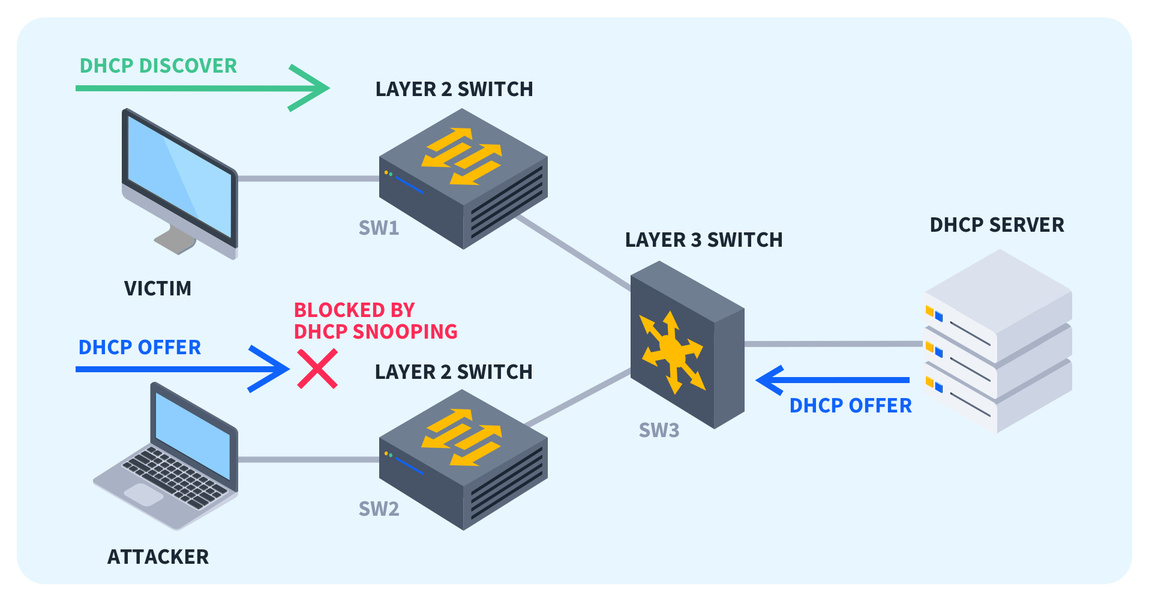 DHCP DISCOVER
LAYER 2 SWITCH
SW1
VICTIM
LAYER 3 SWITCH
DHCP SERVER
BLOCKED BY
DHCP SNOOPING
DHCP OFFER
LAYER 2 SWITCH
DHCP OFFER
SW3
SW2
ATTACKER